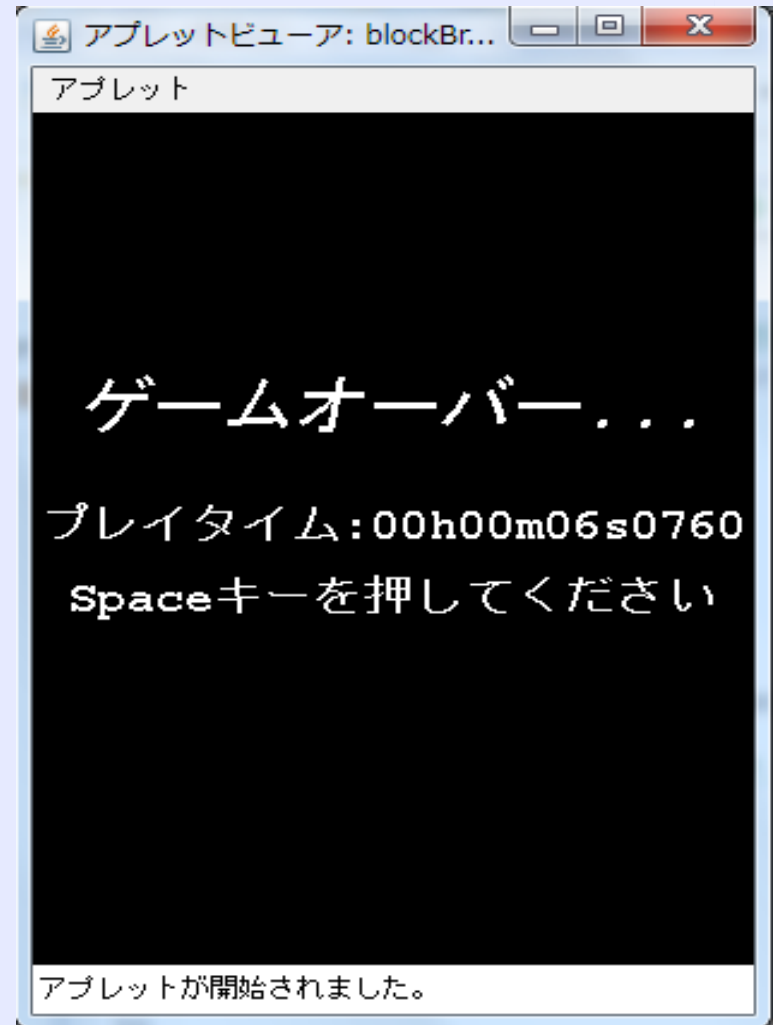 アプレットビューア: blockBr...
アプレット
ゲームオーバー...
プレイタイム:00h00m06s0760
Spaceキーを押してください
アプレットが開始されました。